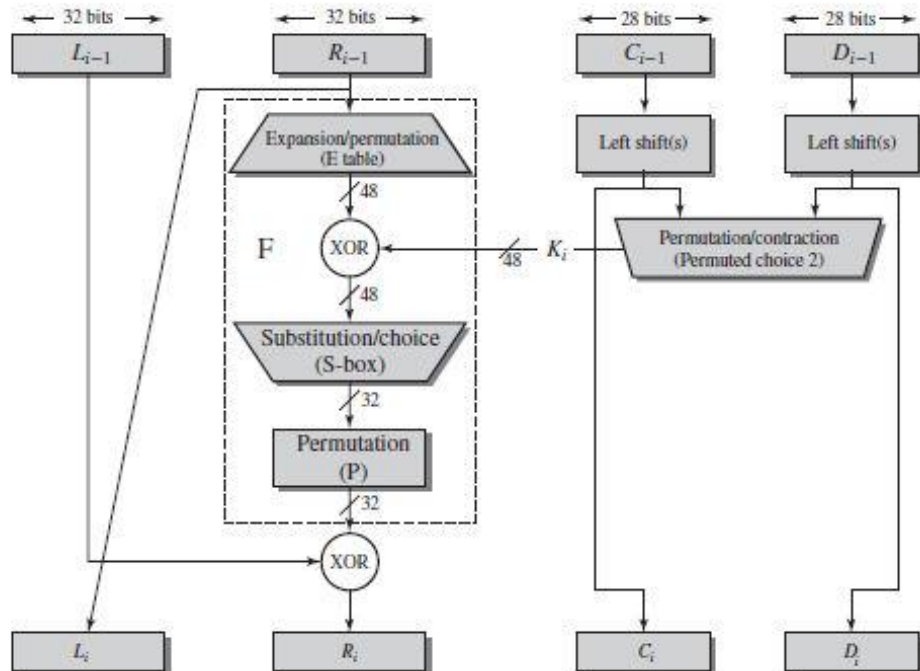 32 bits
32 bits
28 bits
28 bits
L_{i-1}
R_{i-1}
C_{i-1}
D_{i-1}
Expansion/permutation
(E table)
Left shift(s)
Left shift(s)
48
F
XOR
48
K_i
Permutation/contraction
(Permuted choice 2)
48
Substitution/choice
(S-box)
32
Permutation
(P)
32
XOR
L_i
R_i
C_i
D_i